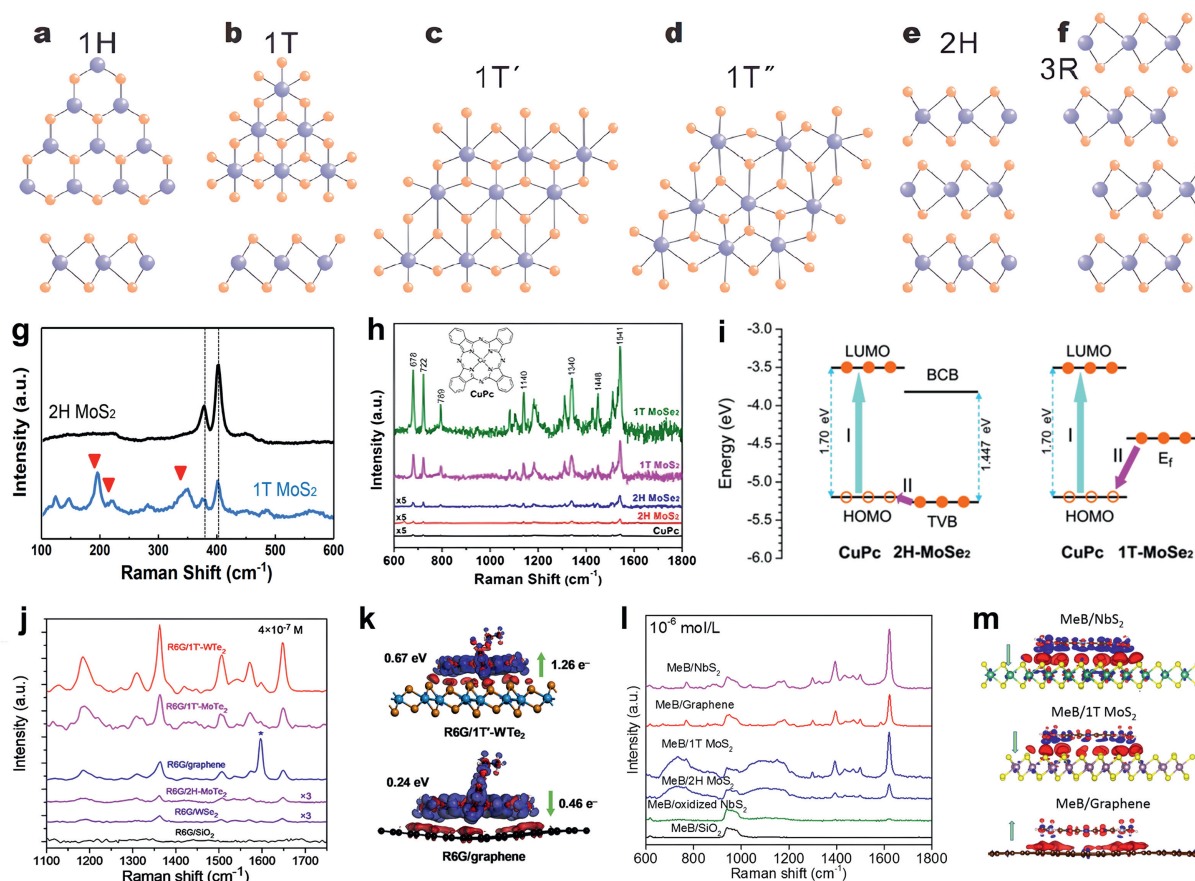 a
1H
b
1T
c
1T′
d
1T″
e
2H
f
3R
g
Intensity (a.u.)
2H MoS2
1T MoS2
100 200 300 400 500 600
Raman Shift (cm-1)
h
Intensity (a.u.)
678
722
789
1140
1340
1448
1541
CuPc
1T MoSe2
1T MoS2
x5 2H MoSe2
x5 2H MoS2
x5 CuPc
600 800 1000 1200 1400 1600 1800
Raman Shift (cm-1)
i
Energy (eV)
-3.0
-3.5
-4.0
-4.5
-5.0
-5.5
-6.0
LUMO
BCB
1.70 eV
I
II
1.447 eV
HOMO
TVB
CuPc 2H-MoSe2
LUMO
1.70 eV
I
II
Ef
HOMO
CuPc 1T-MoSe2
j
Intensity (a.u.)
4×10-7 M
R6G/1T′-WTe2
R6G/1T′-MoTe2
*
R6G/graphene
R6G/2H-MoTe2 ×3
R6G/WSe2 ×3
R6G/SiO2
1100 1200 1300 1400 1500 1600 1700
Raman shift (cm-1)
k
0.67 eV
1.26 e-
R6G/1T′-WTe2
0.24 eV
0.46 e-
R6G/graphene
l
Intensity (a.u.)
10-6 mol/L
MeB/NbS2
MeB/Graphene
MeB/1T MoS2
MeB/2H MoS2
MeB/oxidized NbS2
MeB/SiO2
600 800 1000 1200 1400 1600 1800
Raman shift (cm-1)
m
MeB/NbS2
MeB/1T MoS2
MeB/Graphene